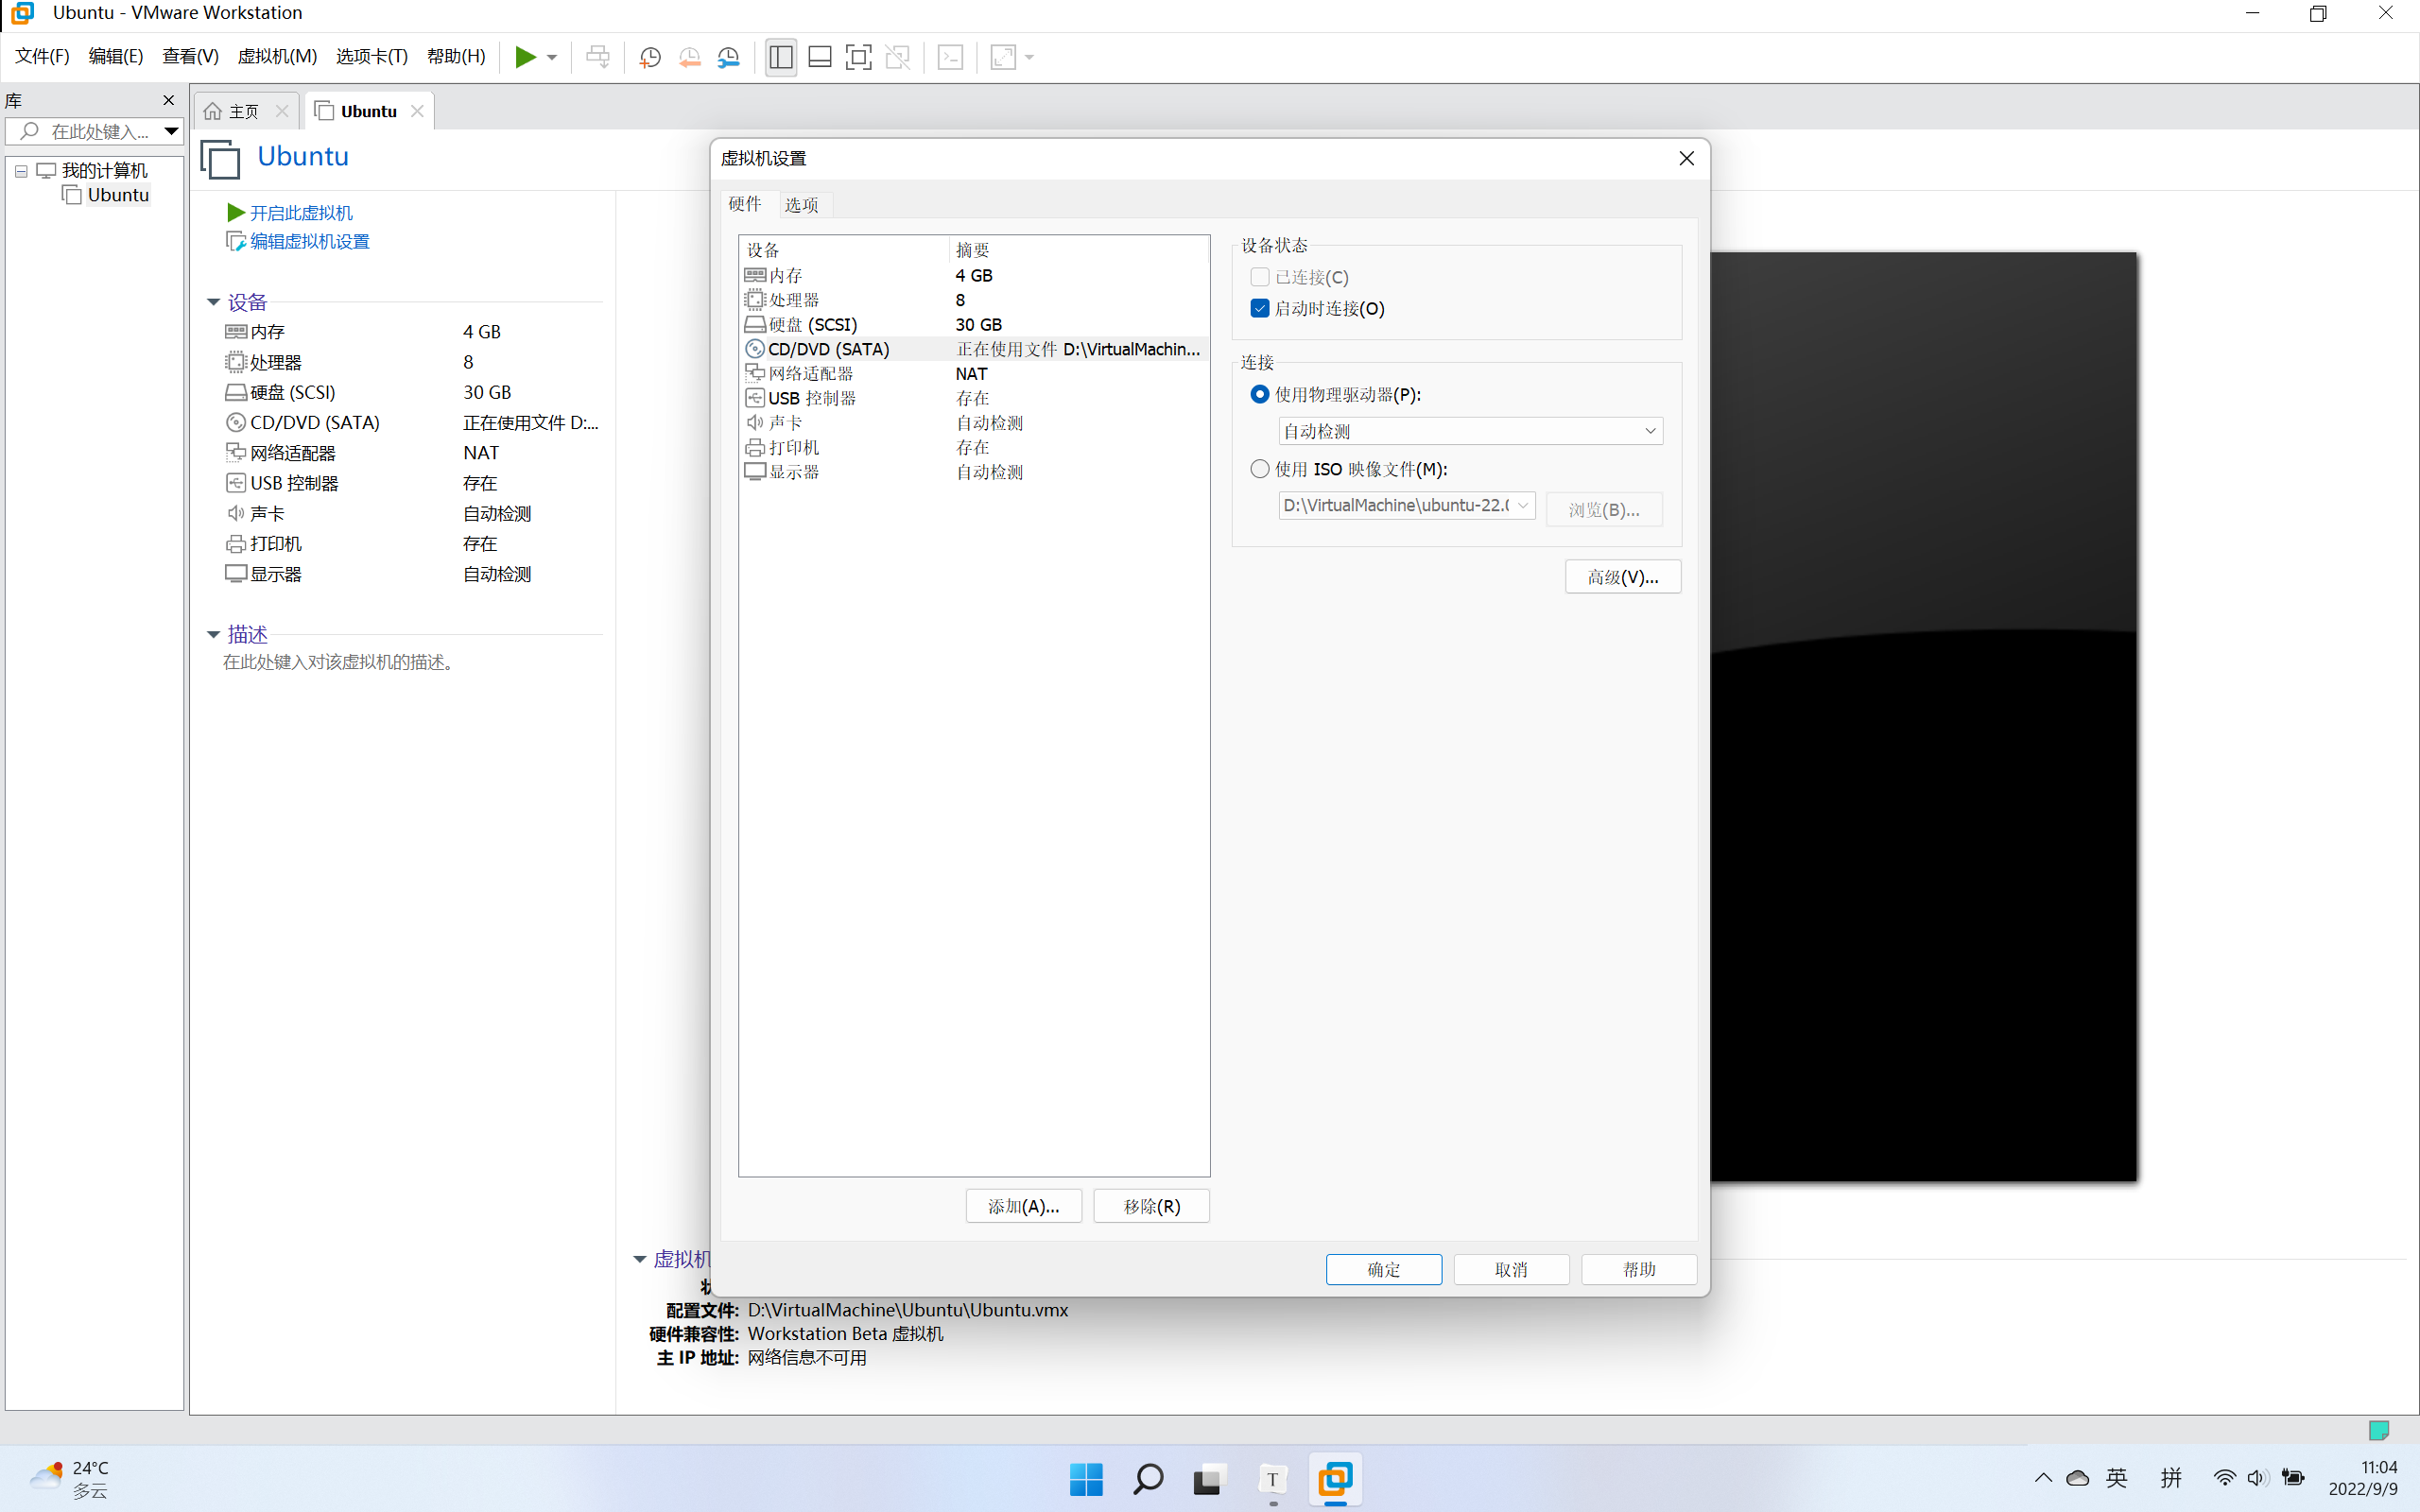 Ubuntu - VMware Workstation
文件(F) 编辑(E) 查看(V) 虚拟机(M) 选项卡(T) 帮助(H)
库
在此处键入...
我的计算机
Ubuntu
主页
Ubuntu
Ubuntu
开启此虚拟机
编辑虚拟机设置
设备
内存 4 GB
处理器 8
硬盘 (SCSI) 30 GB
CD/DVD (SATA) 正在使用文件 D:...
网络适配器 NAT
USB 控制器 存在
声卡 自动检测
打印机 存在
显示器 自动检测
描述
在此处键入对该虚拟机的描述。
虚拟机设置
硬件 选项
设备 摘要
内存 4 GB
处理器 8
硬盘 (SCSI) 30 GB
CD/DVD (SATA) 正在使用文件 D:\VirtualMachin...
网络适配器 NAT
USB 控制器 存在
声卡 自动检测
打印机 存在
显示器 自动检测
添加(A)... 移除(R)
设备状态
已连接(C)
启动时连接(O)
连接
使用物理驱动器(P):
自动检测
使用 ISO 映像文件(M):
D:\VirtualMachine\ubuntu-22.
浏览(B)...
高级(V)...
确定 取消 帮助
虚拟机
配置文件: D:\VirtualMachine\Ubuntu\Ubuntu.vmx
硬件兼容性: Workstation Beta 虚拟机
主 IP 地址: 网络信息不可用
24°C
多云
T
英 拼
11:04
2022/9/9